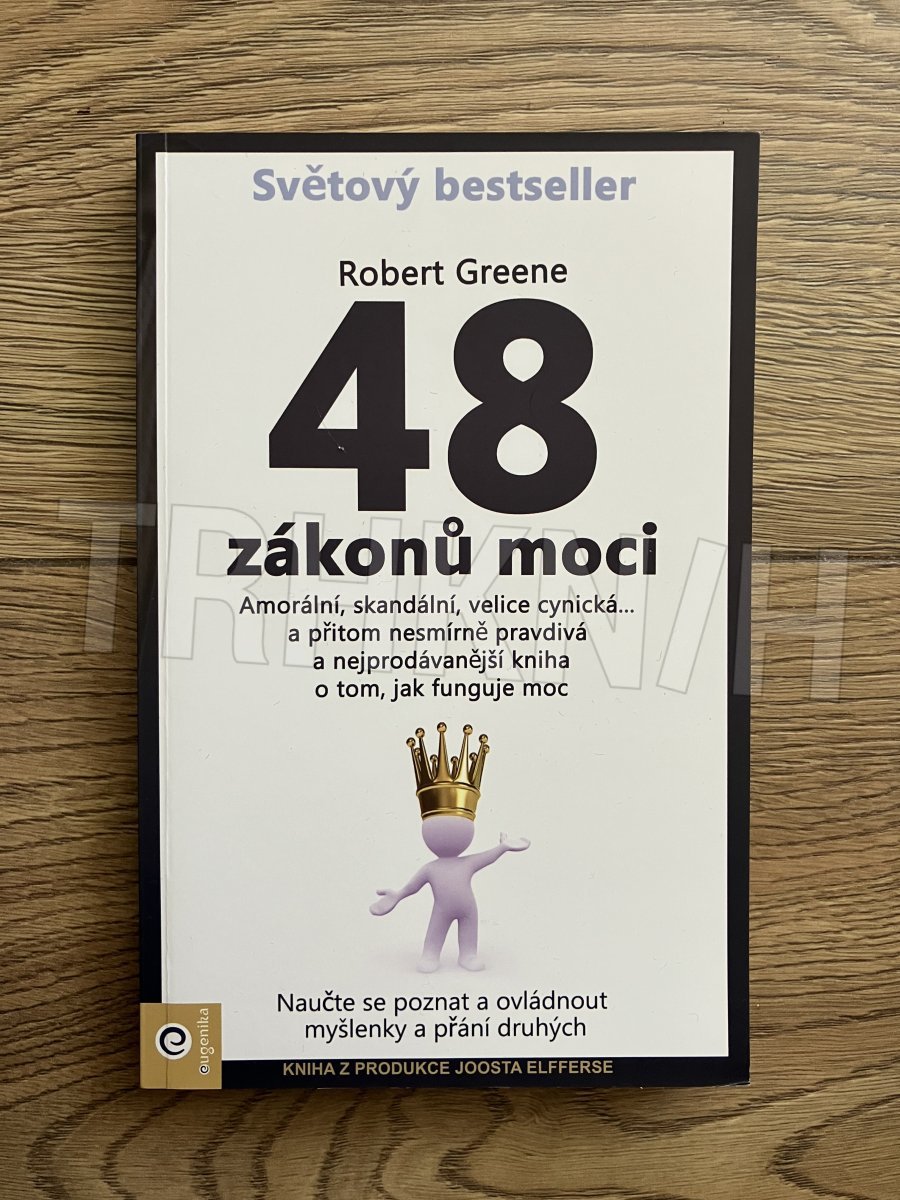 Světový bestseller
Robert Greene
48
zákonů moci
Amorální, skandální, velice cynická...
a přitom nesmírně pravdivá
a nejprodávanější kniha
o tom, jak funguje moc
TRHKNIH
Naučte se poznat a ovládnout
myšlenky a přání druhých
e
eugenika
KNIHA Z PRODUKCE JOOSTA ELFFERSE